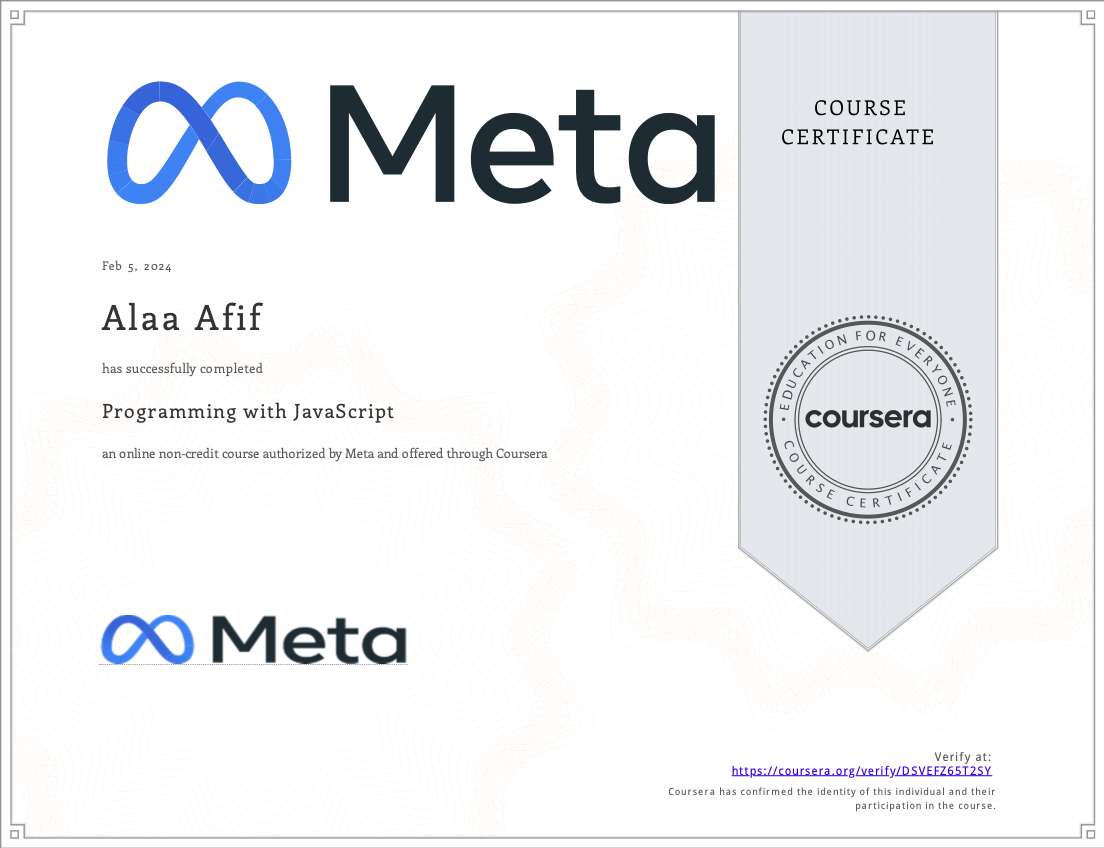 Meta
COURSE
CERTIFICATE
Feb 5, 2024
Alaa Afif
has successfully completed
Programming with JavaScript
an online non-credit course authorized by Meta and offered through Coursera
EDUCATION FOR EVERYONE
coursera
COURSE CERTIFICATE
Meta
Verify at:
https://coursera.org/verify/DSVEFZ65T2SY
Coursera has confirmed the identity of this individual and their
participation in the course.